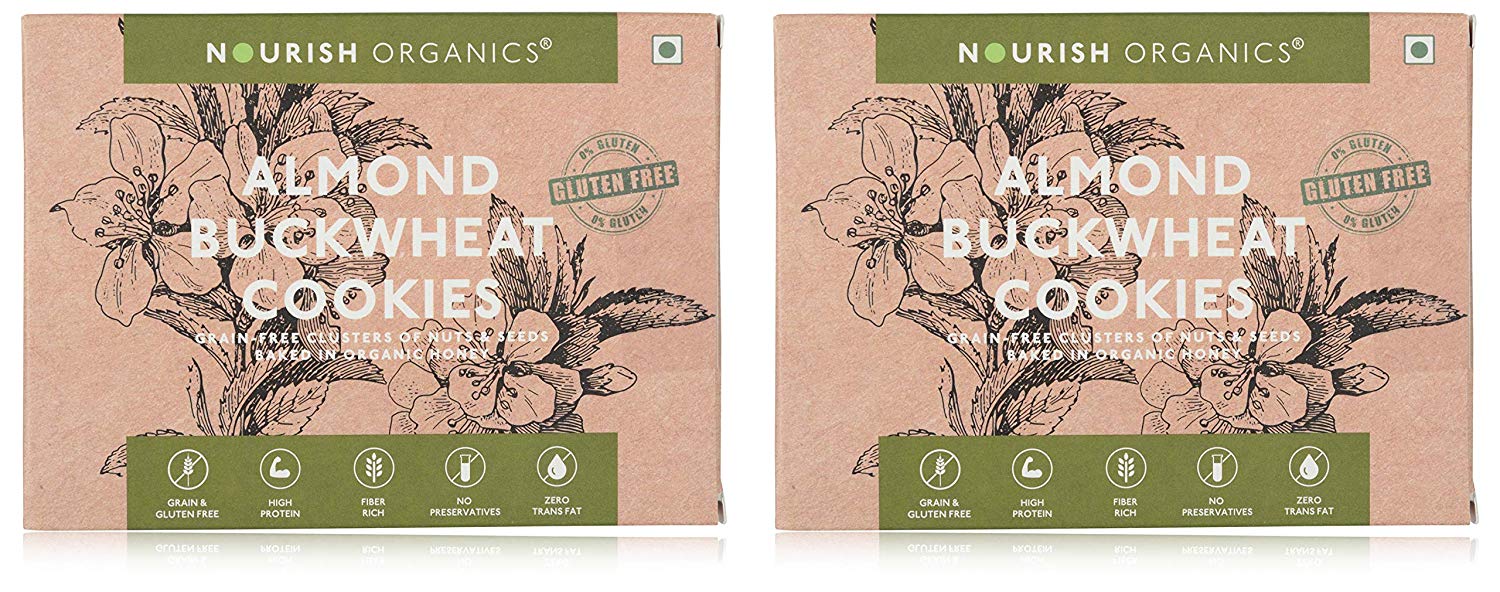 NOURISH ORGANICS®
0% GLUTEN
GLUTEN FREE
0% GLUTEN
ALMOND
BUCKWHEAT
COOKIES
GRAIN-FREE CLUSTERS OF NUTS & SEEDS
BAKED IN ORGANIC HONEY
GRAIN &
GLUTEN FREE
HIGH
PROTEIN
FIBER
RICH
NO
PRESERVATIVES
ZERO
TRANS FAT
NOURISH ORGANICS®
0% GLUTEN
GLUTEN FREE
0% GLUTEN
ALMOND
BUCKWHEAT
COOKIES
GRAIN-FREE CLUSTERS OF NUTS & SEEDS
BAKED IN ORGANIC HONEY
GRAIN &
GLUTEN FREE
HIGH
PROTEIN
FIBER
RICH
NO
PRESERVATIVES
ZERO
TRANS FAT